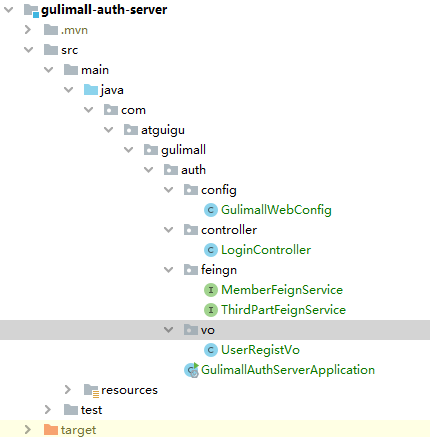 gulimall-auth-server
.mvn
src
main
java
com
atguigu
gulimall
auth
config
GulimallWebConfig
controller
LoginController
feingn
MemberFeignService
ThirdPartFeignService
vo
UserRegistVo
GulimallAuthServerApplication
resources
test
target